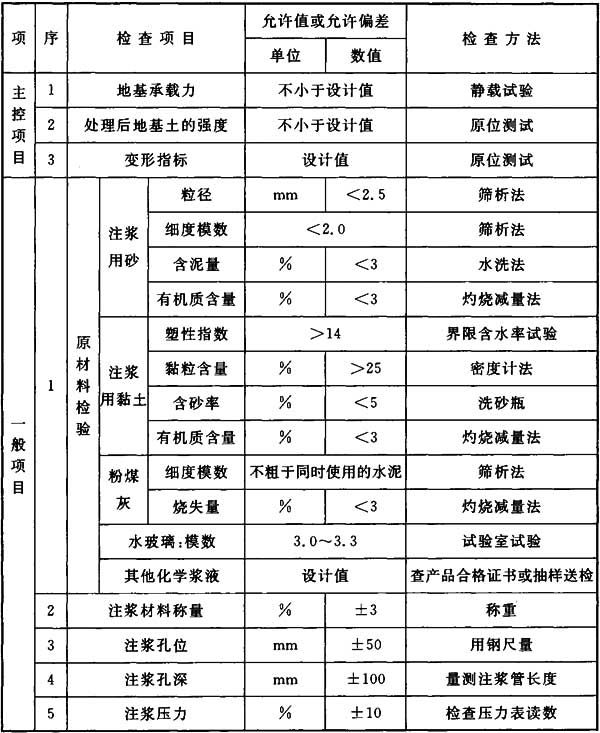 项 序 检查项目 允许值或允许偏差 检查方法
单位 数值
主控项目
1 地基承载力 不小于设计值 静载试验
2 处理后地基土的强度 不小于设计值 原位测试
3 变形指标 设计值 原位测试
一般项目
1 原材料检验
注浆用砂
粒径 mm <2.5 筛析法
细度模数 <2.0 筛析法
含泥量 % <3 水洗法
有机质含量 % <3 灼烧减量法
注浆用黏土
塑性指数 >14 界限含水率试验
黏粒含量 % >25 密度计法
含砂率 % <5 洗砂瓶
有机质含量 % <3 灼烧减量法
粉煤灰
细度模数 不粗于同时使用的水泥 筛析法
烧失量 % <3 灼烧减量法
水玻璃:模数 3.0～3.3 试验室试验
其他化学浆液 设计值 查产品合格证书或抽样送检
2 注浆材料称量 % ±3 称重
3 注浆孔位 mm ±50 用钢尺量
4 注浆孔深 mm ±100 量测注浆管长度
5 注浆压力 % ±10 检查压力表读数